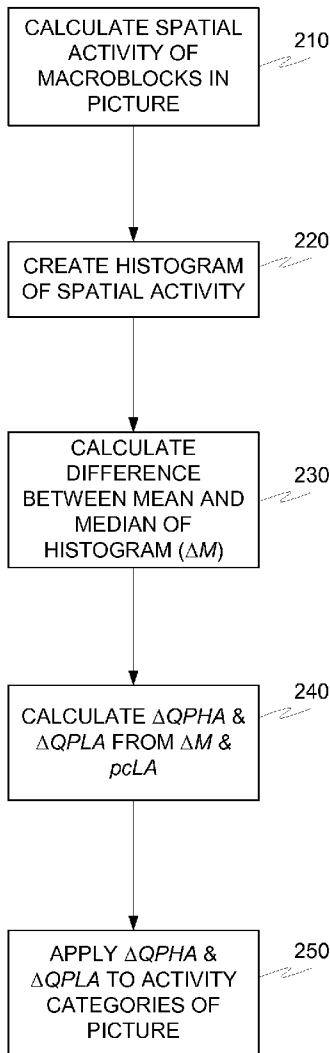 CALCULATE SPATIAL
ACTIVITY OF
MACROBLOCKS IN
PICTURE
210
CREATE HISTOGRAM
OF SPATIAL ACTIVITY
220
CALCULATE
DIFFERENCE
BETWEEN MEAN AND
MEDIAN OF
HISTOGRAM (ΔM)
230
CALCULATE ΔQPHA &
ΔQPLA FROM ΔM &
pcLA
240
APPLY ΔQPHA &
ΔQPLA TO ACTIVITY
CATEGORIES OF
PICTURE
250